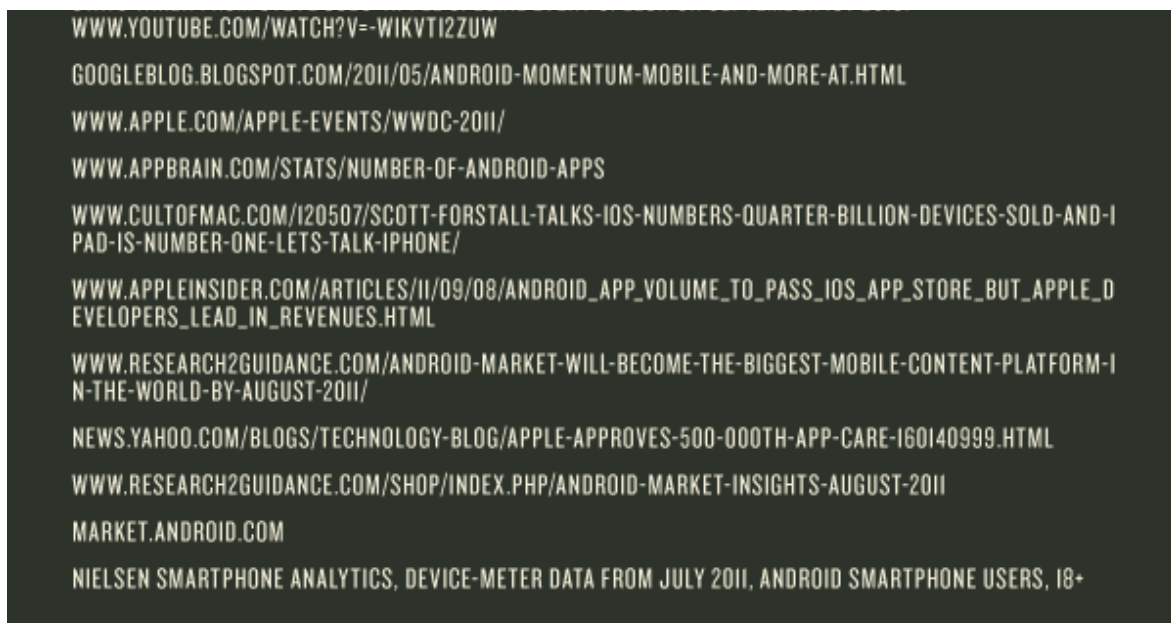 WWW.YOUTUBE.COM/WATCH?V=-WIKVTI2ZUW
GOOGLEBLOG.BLOGSPOT.COM/2011/05/ANDROID-MOMENTUM-MOBILE-AND-MORE-AT.HTML
WWW.APPLE.COM/APPLE-EVENTS/WWDC-2011/
WWW.APPBRAIN.COM/STATS/NUMBER-OF-ANDROID-APPS
WWW.CULTOFMAC.COM/120507/SCOTT-FORSTALL-TALKS-IOS-NUMBERS-QUARTER-BILLION-DEVICES-SOLD-AND-I
PAD-IS-NUMBER-ONE-LETS-TALK-IPHONE/
WWW.APPLEINSIDER.COM/ARTICLES/11/09/08/ANDROID_APP_VOLUME_TO_PASS_IOS_APP_STORE_BUT_APPLE_D
EVELOPERS_LEAD_IN_REVENUES.HTML
WWW.RESEARCH2GUIDANCE.COM/ANDROID-MARKET-WILL-BECOME-THE-BIGGEST-MOBILE-CONTENT-PLATFORM-I
N-THE-WORLD-BY-AUGUST-2011/
NEWS.YAHOO.COM/BLOGS/TECHNOLOGY-BLOG/APPLE-APPROVES-500-000TH-APP-CARE-160140999.HTML
WWW.RESEARCH2GUIDANCE.COM/SHOP/INDEX.PHP/ANDROID-MARKET-INSIGHTS-AUGUST-2011
MARKET.ANDROID.COM
NIELSEN SMARTPHONE ANALYTICS, DEVICE-METER DATA FROM JULY 2011, ANDROID SMARTPHONE USERS, 18+